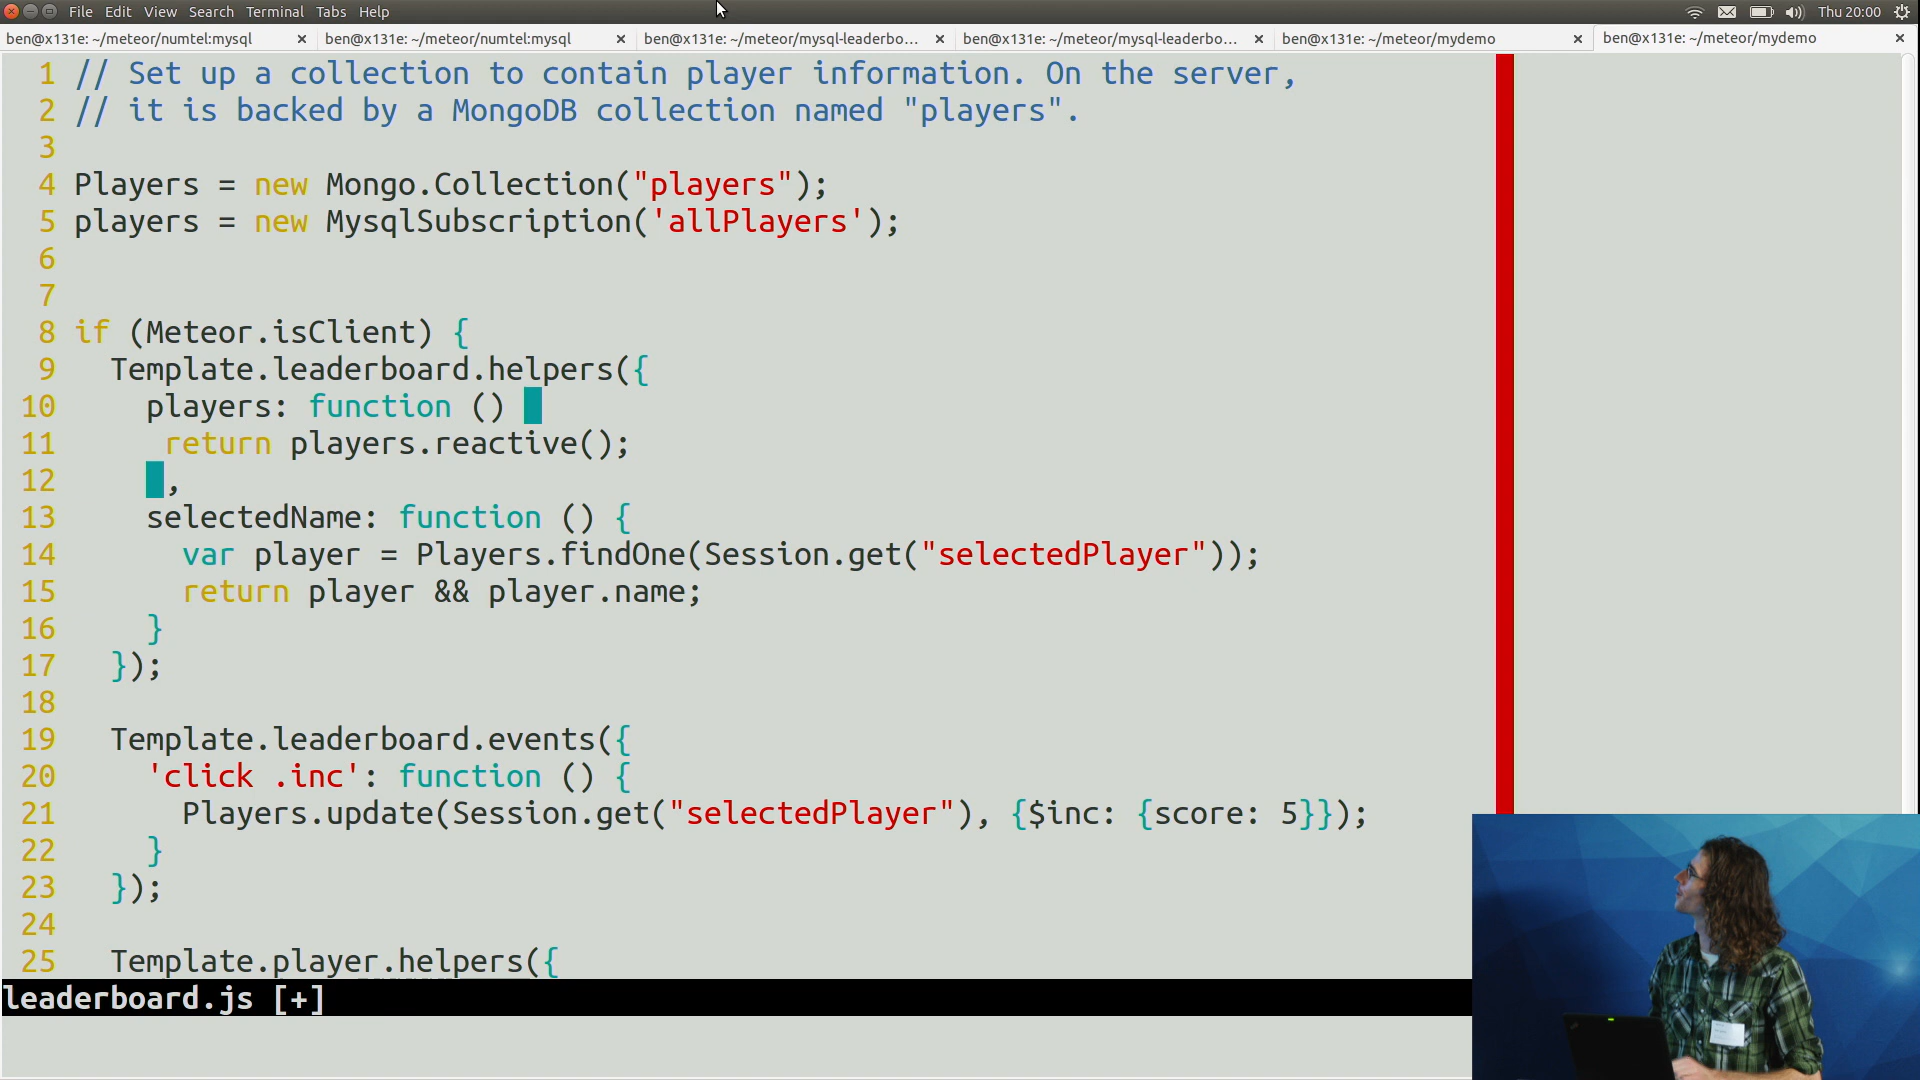 File Edit View Search Terminal Tabs Help Thu 20:00
ben@x131e: ~/meteor/numtel:mysql × ben@x131e: ~/meteor/numtel:mysql × ben@x131e: ~/meteor/mysql-leaderbo... × ben@x131e: ~/meteor/mysql-leaderbo... × ben@x131e: ~/meteor/mydemo × ben@x131e: ~/meteor/mydemo ×
1 // Set up a collection to contain player information. On the server,
2 // it is backed by a MongoDB collection named "players".
3
4 Players = new Mongo.Collection("players");
5 players = new MysqlSubscription('allPlayers');
6
7
8 if (Meteor.isClient) {
9   Template.leaderboard.helpers({
10     players: function ()
11      return players.reactive();
12     ,
13     selectedName: function () {
14       var player = Players.findOne(Session.get("selectedPlayer"));
15       return player && player.name;
16     }
17   });
18
19   Template.leaderboard.events({
20     'click .inc': function () {
21       Players.update(Session.get("selectedPlayer"), {$inc: {score: 5}});
22     }
23   });
24
25   Template.player.helpers({
leaderboard.js [+]